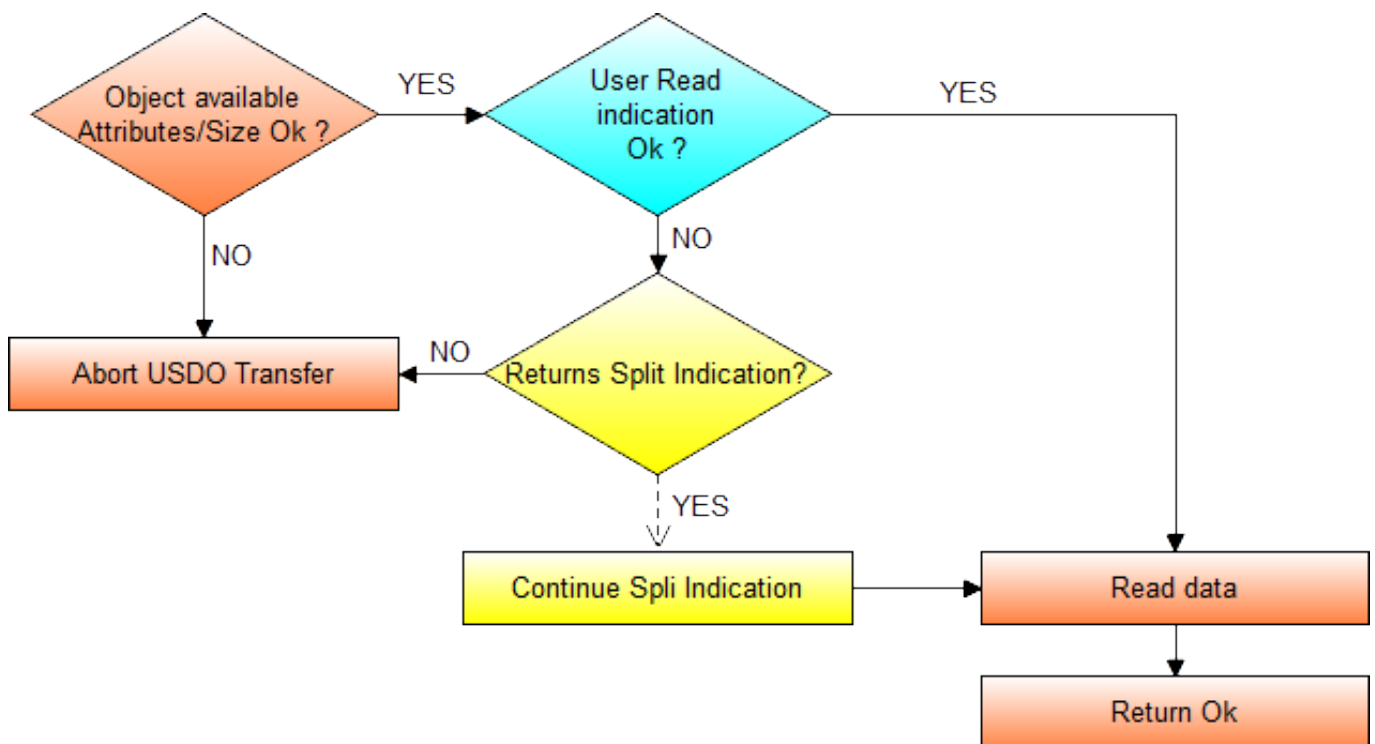 Object available
Attributes/Size Ok ?
YES
User Read
indication
Ok ?
YES
NO
NO
Abort USDO Transfer
NO
Returns Split Indication?
YES
Continue Spli Indication
Read data
Return Ok